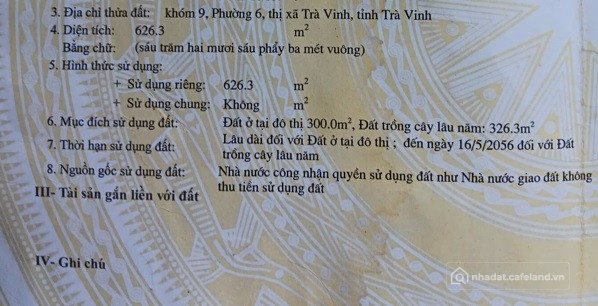 3. Địa chỉ thửa đất: khóm 9, Phường 6, thị xã Trà Vinh, tỉnh Trà Vinh
4. Diện tích: 626.3 m²
Bằng chữ: (sáu trăm hai mươi sáu phẩy ba mét vuông)
5. Hình thức sử dụng:
+ Sử dụng riêng: 626.3 m²
+ Sử dụng chung: Không m²
6. Mục đích sử dụng đất: Đất ở tại đô thị 300.0m², Đất trồng cây lâu năm: 326.3m²
7. Thời hạn sử dụng đất: Lâu dài đối với Đất ở tại đô thị ; đến ngày 16/5/2056 đối với Đất
trồng cây lâu năm
8. Nguồn gốc sử dụng đất: Nhà nước công nhận quyền sử dụng đất như Nhà nước giao đất không
thu tiền sử dụng đất
III- Tài sản gắn liền với đất
IV- Ghi chú
nhadat.cafeland.vn